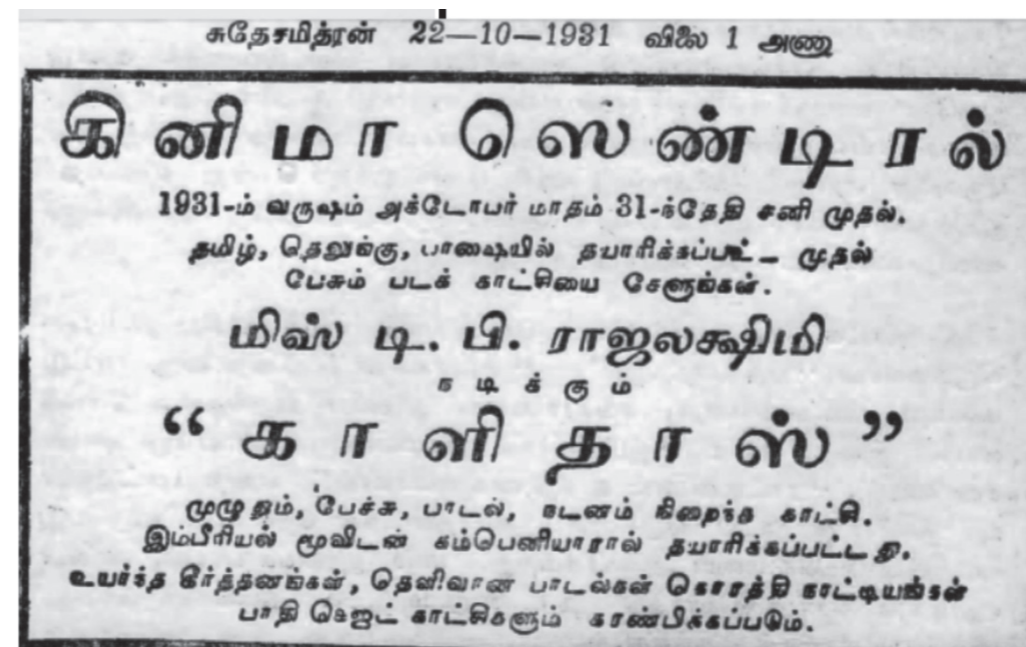 சுதேசமித்ரன் 22—10—1931 விலை 1 அணா
கினிமா ஸெண்டிரல்
1931-ம் வருஷம் அக்டோபர் மாதம் 31-ந்தேதி சனி முதல்.
தமிழ், தெலுங்கு, பாஷையில் தயாரிக்கப்பட்ட முதல்
பேசும் படக் காட்சியை கேளுங்கள்.
மிஸ் டி. பி. ராஜலக்ஷிமி
நடிக்கும்
“காளிதாஸ்”
முழுதும், பேச்சு, பாடல், நடனம் நிறைந்த காட்சி.
இம்பீரியல் மூவிடன் கம்பெனியாரால் தயாரிக்கப்பட்டது.
உயர்ந்த கீர்த்தனங்கள், தெளிவான பாடல்கள் கொரத்தி நாட்டியங்கள்
பாதி கெஜட் காட்சிகளும் காண்பிக்கப்படும்.